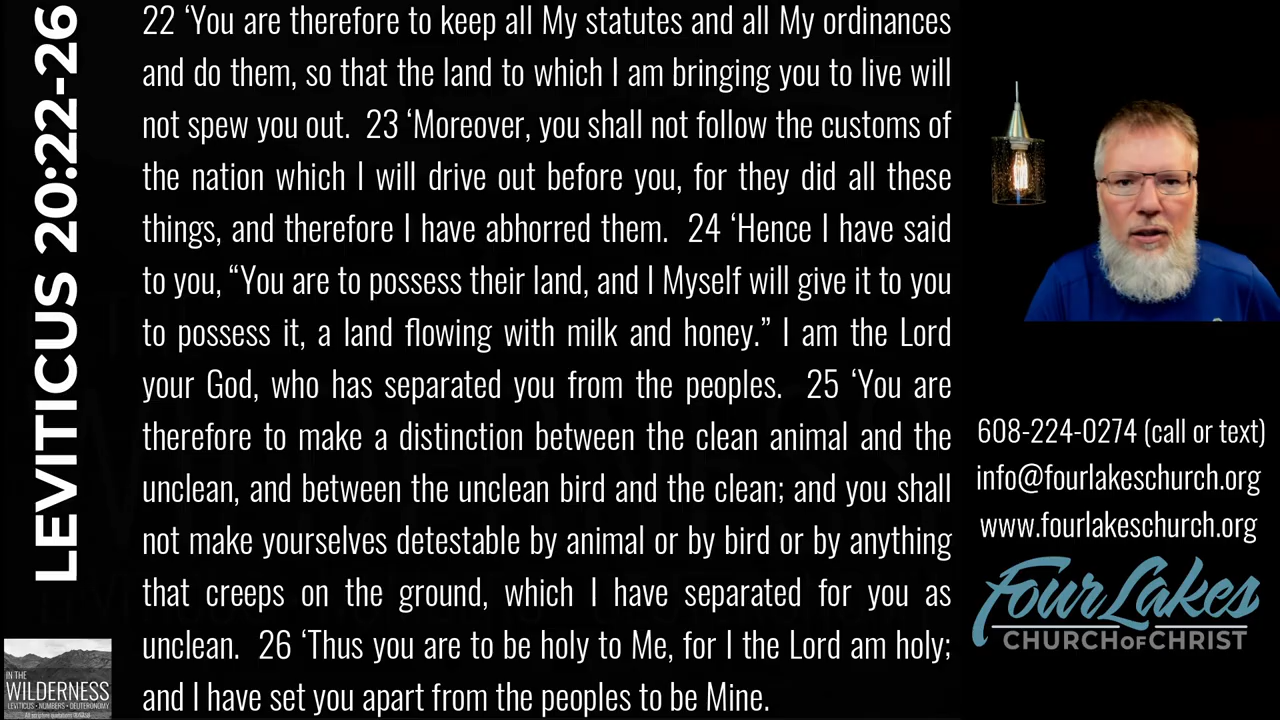 LEVITICUS 20:22-26
22 ‘You are therefore to keep all My statutes and all My ordinances
and do them, so that the land to which I am bringing you to live will
not spew you out. 23 ‘Moreover, you shall not follow the customs of
the nation which I will drive out before you, for they did all these
things, and therefore I have abhorred them. 24 ‘Hence I have said
to you, “You are to possess their land, and I Myself will give it to you
to possess it, a land flowing with milk and honey.” I am the Lord
your God, who has separated you from the peoples. 25 ‘You are
therefore to make a distinction between the clean animal and the
unclean, and between the unclean bird and the clean; and you shall
not make yourselves detestable by animal or by bird or by anything
that creeps on the ground, which I have separated for you as
unclean. 26 ‘Thus you are to be holy to Me, for I the Lord am holy;
and I have set you apart from the peoples to be Mine.
608-224-0274 (call or text)
info@fourlakeschurch.org
www.fourlakeschurch.org
Four Lakes
CHURCH OF CHRIST
IN THE
WILDERNESS
LEVITICUS • NUMBERS • DEUTERONOMY